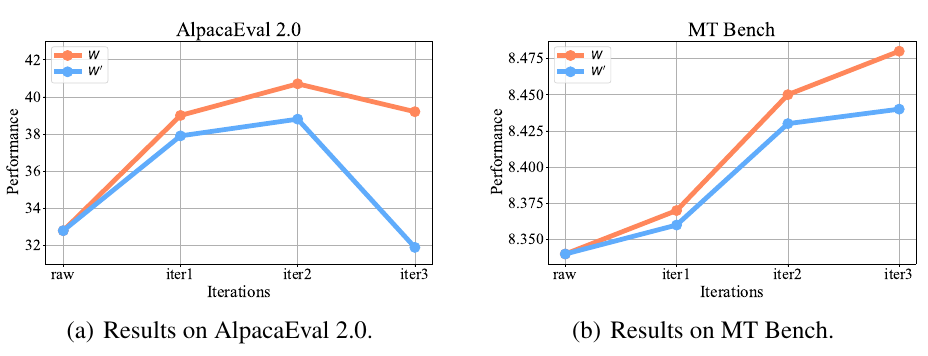 AlpacaEval 2.0
W
W'
42
40
38
36
34
32
Performance
raw iter1 iter2 iter3
Iterations
(a) Results on AlpacaEval 2.0.
MT Bench
W
W'
8.475
8.450
8.425
8.400
8.375
8.350
Performance
raw iter1 iter2 iter3
Iterations
(b) Results on MT Bench.